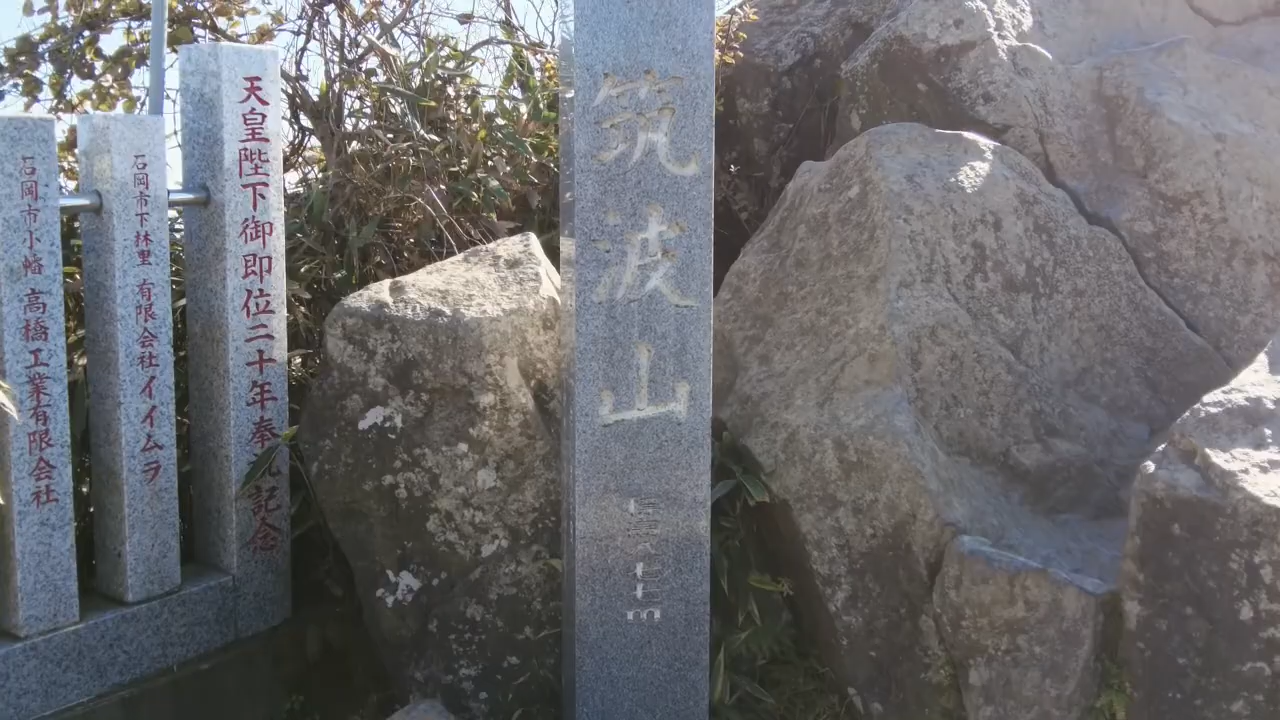 天皇陛下御即位二十年奉祝記念
石岡市下林里 有限会社イイムラ
石岡市小幡 高橋工業有限会社
筑波山